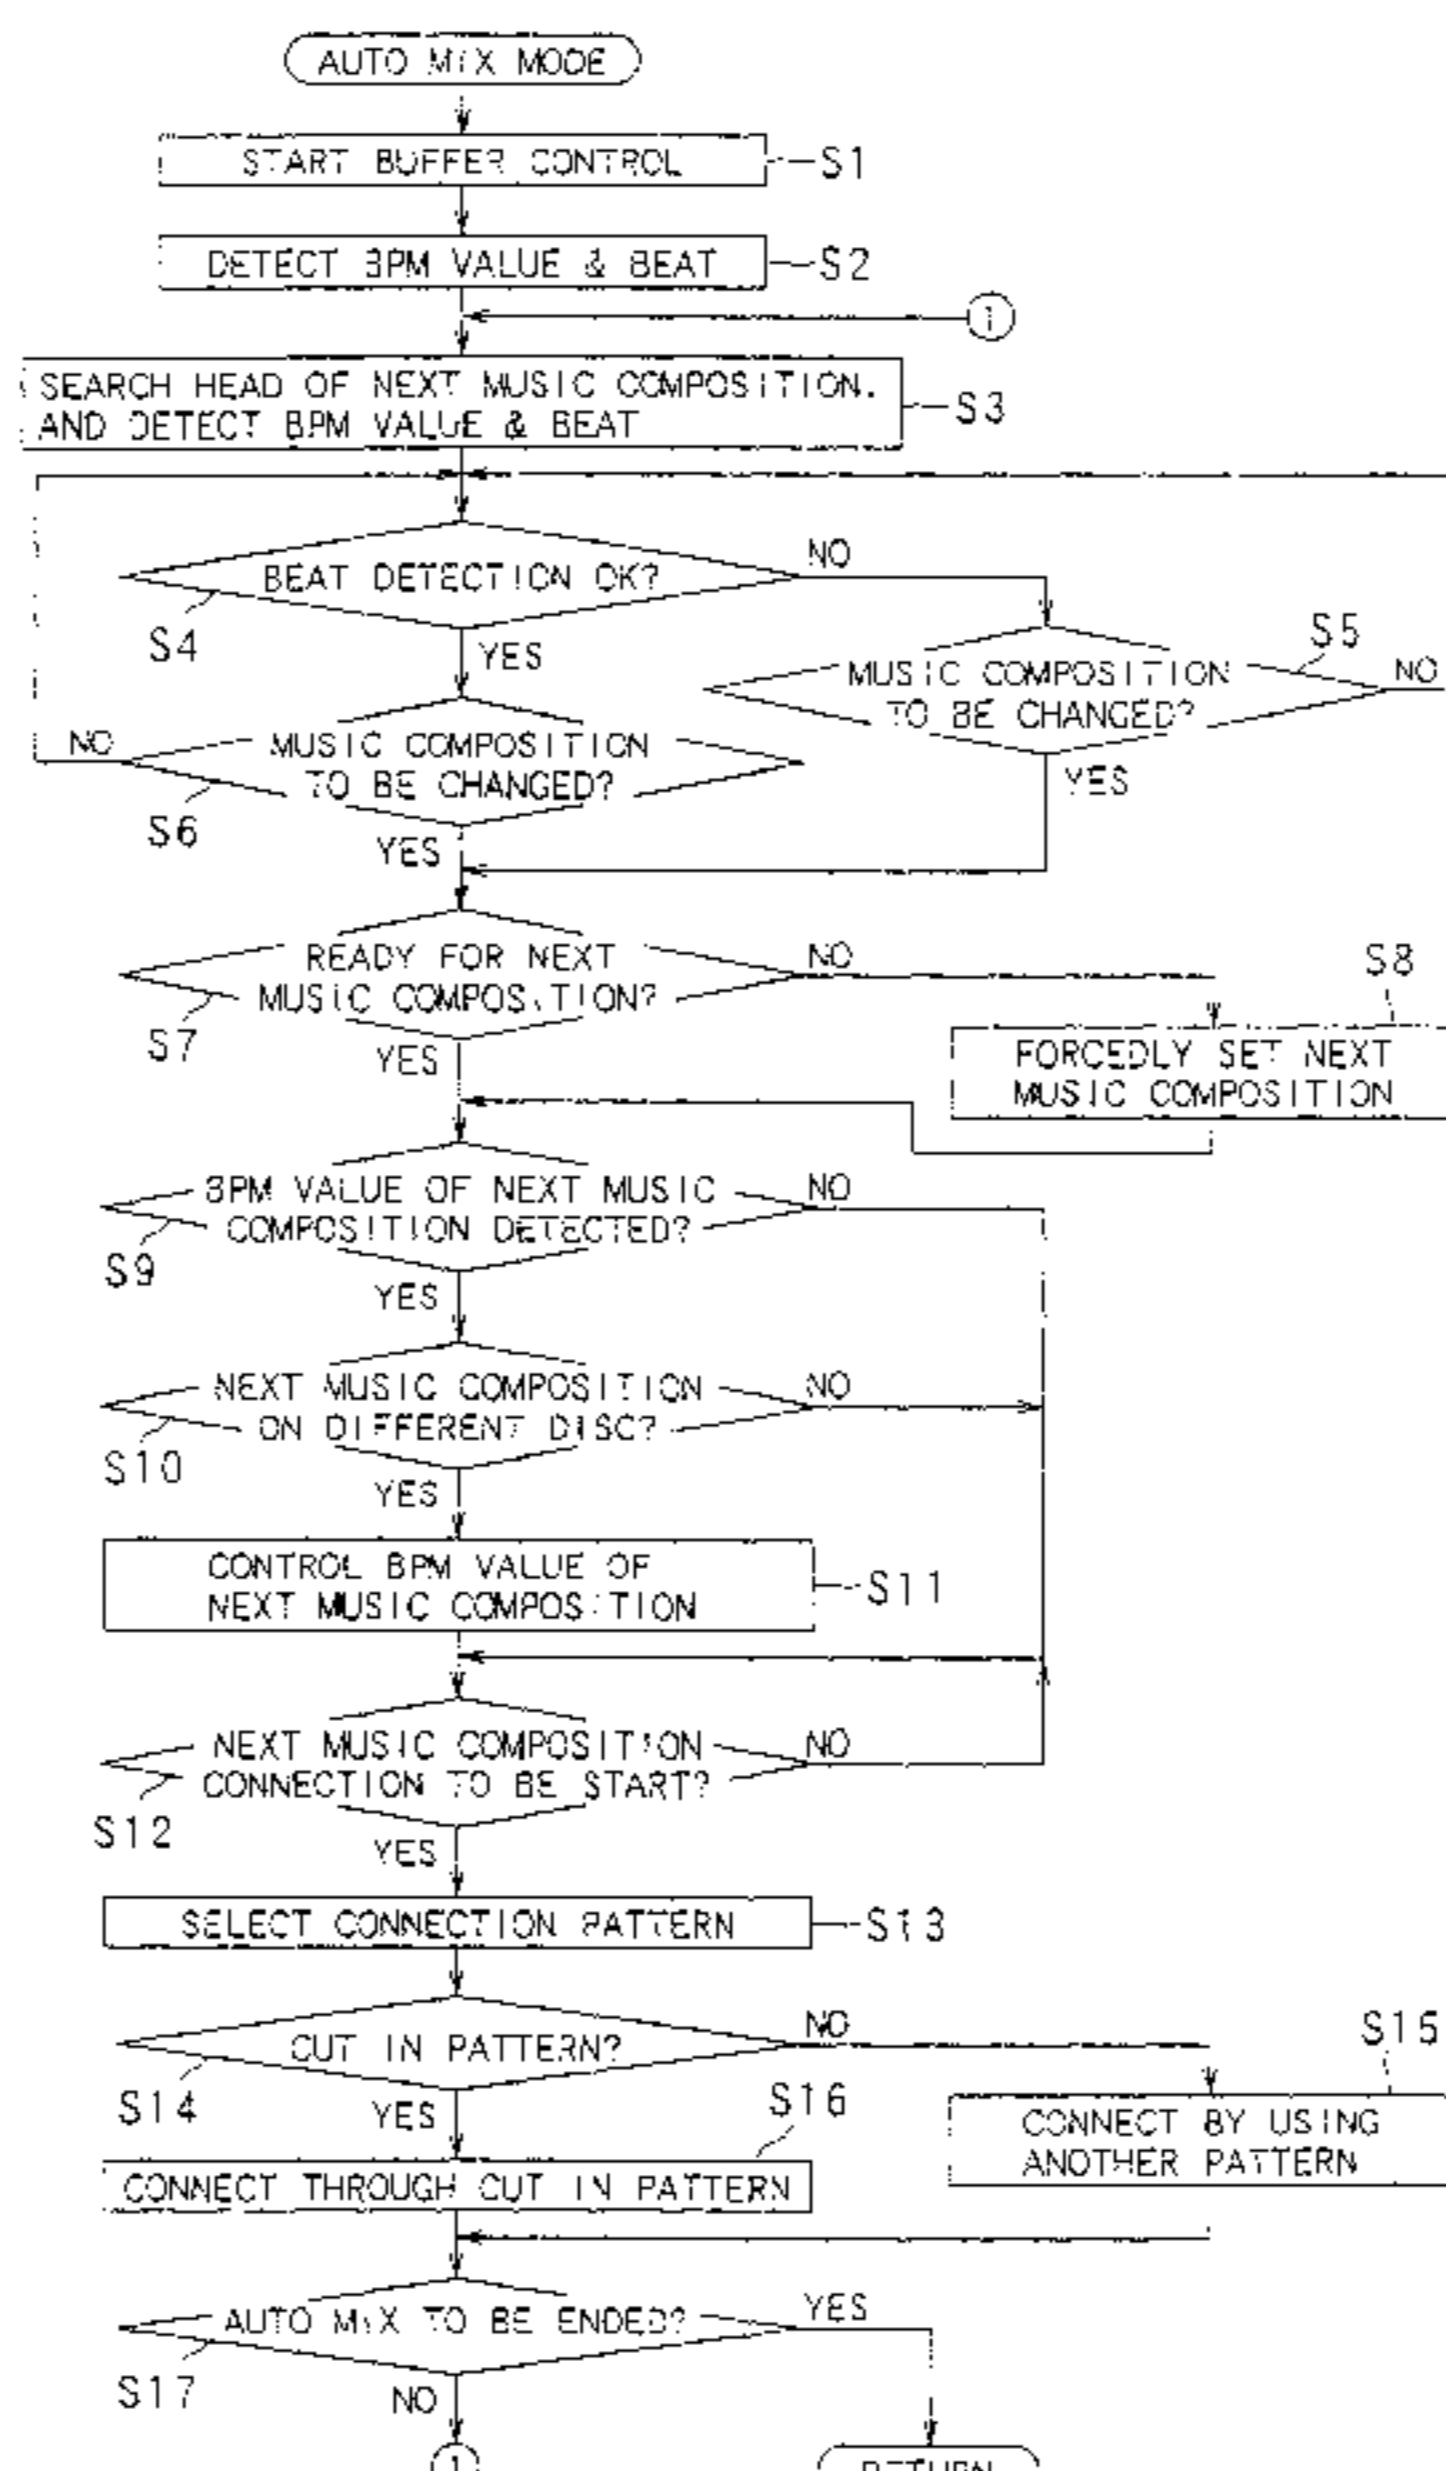 AUTO MIX MODE
START BUFFER CONTROL
S1
DETECT BPM VALUE & BEAT
S2
1
SEARCH HEAD OF NEXT MUSIC COMPOSITION.
AND DETECT BPM VALUE & BEAT
S3
BEAT DETECTION OK?
NO
S4
YES
S5
MUSIC COMPOSITION
TO BE CHANGED?
NO
YES
NO
MUSIC COMPOSITION
TO BE CHANGED?
S6
YES
READY FOR NEXT
MUSIC COMPOSITION?
NO
S7
YES
S8
FORCEDLY SET NEXT
MUSIC COMPOSITION
BPM VALUE OF NEXT MUSIC
COMPOSITION DETECTED?
NO
S9
YES
NEXT MUSIC COMPOSITION
ON DIFFERENT DISC?
NO
S10
YES
CONTROL BPM VALUE OF
NEXT MUSIC COMPOSITION
S11
NEXT MUSIC COMPOSITION
CONNECTION TO BE START?
NO
S12
YES
SELECT CONNECTION PATTERN
S13
CUT IN PATTERN?
NO
S14
YES
S15
CONNECT BY USING
ANOTHER PATTERN
S16
CONNECT THROUGH CUT IN PATTERN
AUTO MIX TO BE ENDED?
YES
S17
NO
1
RETURN